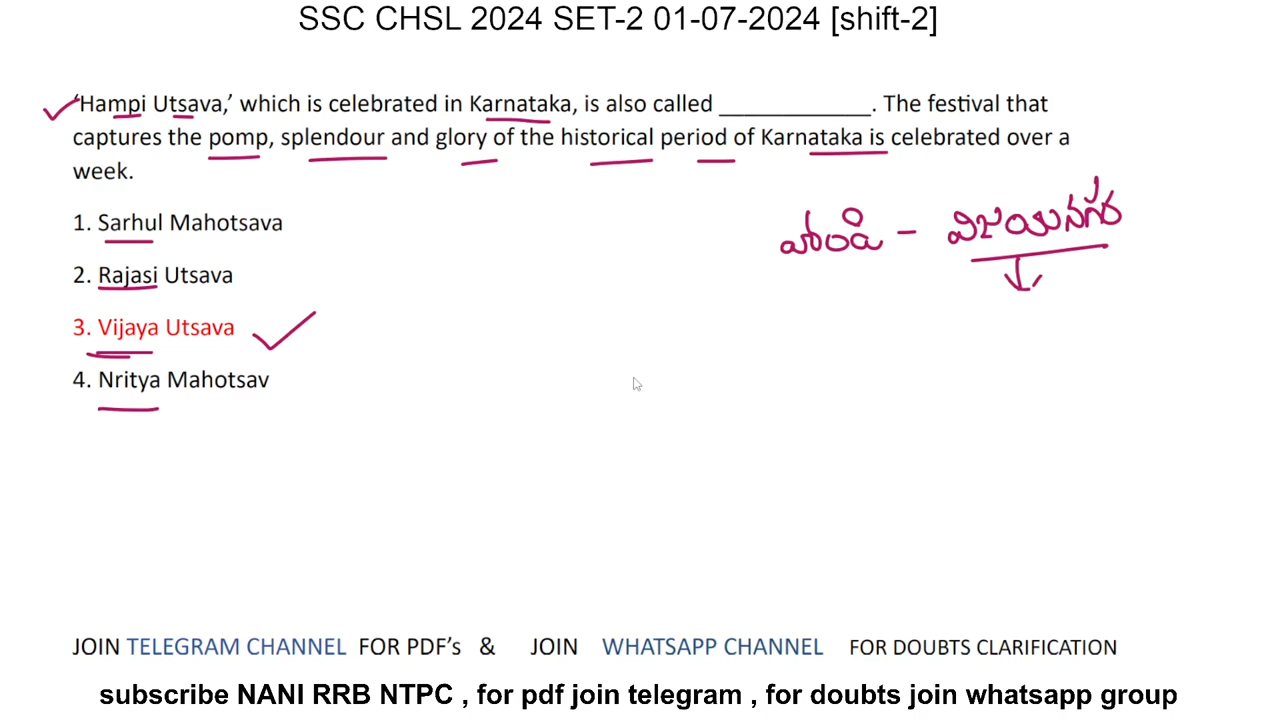 SSC CHSL 2024 SET-2 01-07-2024 [shift-2]
‘Hampi Utsava,’ which is celebrated in Karnataka, is also called ____________. The festival that
captures the pomp, splendour and glory of the historical period of Karnataka is celebrated over a
week.
1. Sarhul Mahotsava
2. Rajasi Utsava
3. Vijaya Utsava
4. Nritya Mahotsav
హంపి - విజయనగర
JOIN TELEGRAM CHANNEL FOR PDF's & JOIN WHATSAPP CHANNEL FOR DOUBTS CLARIFICATION
subscribe NANI RRB NTPC , for pdf join telegram , for doubts join whatsapp group